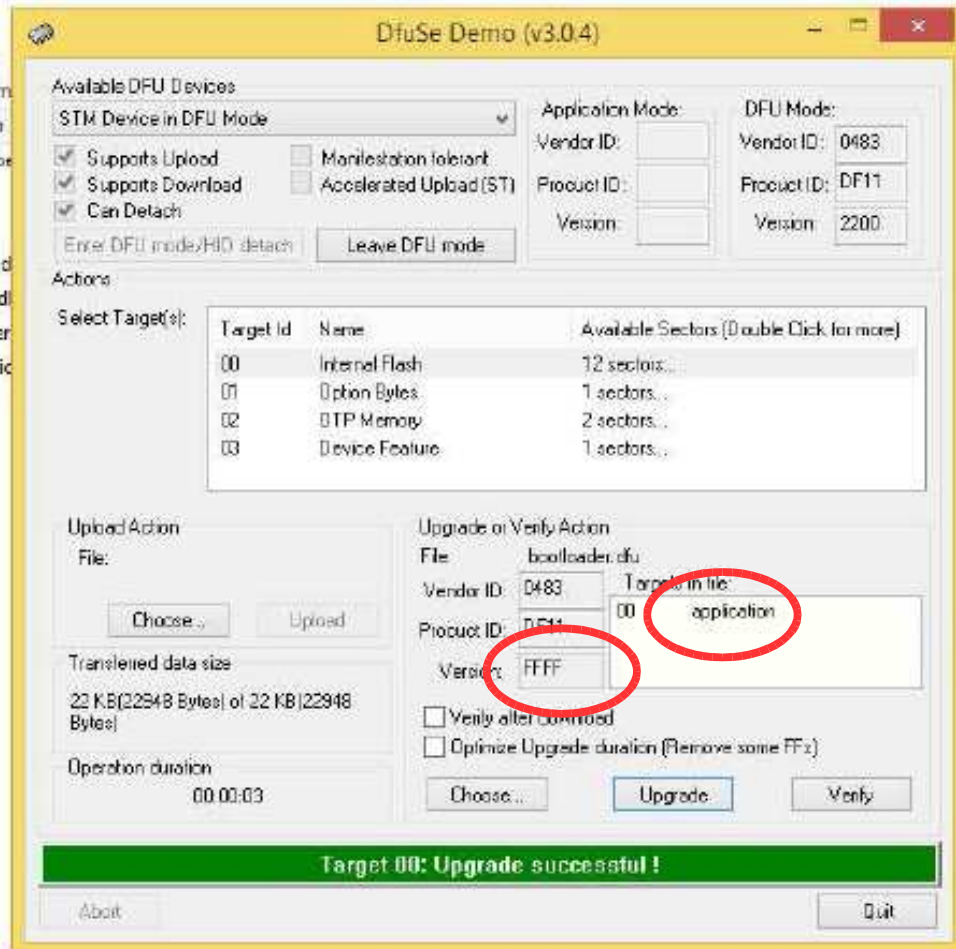 DfuSe Demo (v3.0.4)
Available DFU Devices
STM Device in DFU Mode
Supports Upload
Supports Download
Can Detach
Manifestation tolerant
Accelerated Upload (ST)
Enter DFU mode/HID detach
Leave DFU mode
Application Mode:
Vendor ID:
Product ID:
Version:
DFU Mode:
Vendor ID: 0483
Product ID: DF11
Version: 2200
Actions
Select Target(s):
Target Id Name Available Sectors (Double Click for more)
00 Internal Flash 12 sectors...
01 Option Bytes 1 sectors...
02 OTP Memory 2 sectors...
03 Device Feature 1 sectors...
Upload Action
File:
Choose... Upload
Transferred data size
22 KB(22948 Bytes) of 22 KB(22948
Bytes)
Operation duration
00:00:03
Upgrade or Verify Action
File: bootloader.dfu
Vendor ID: 0483
Product ID: DF11
Version: FFFF
Targets in file:
00 application
Verify after download
Optimize Upgrade duration (Remove some FFs)
Choose... Upgrade Verify
Target 00: Upgrade successful !
Abort Quit